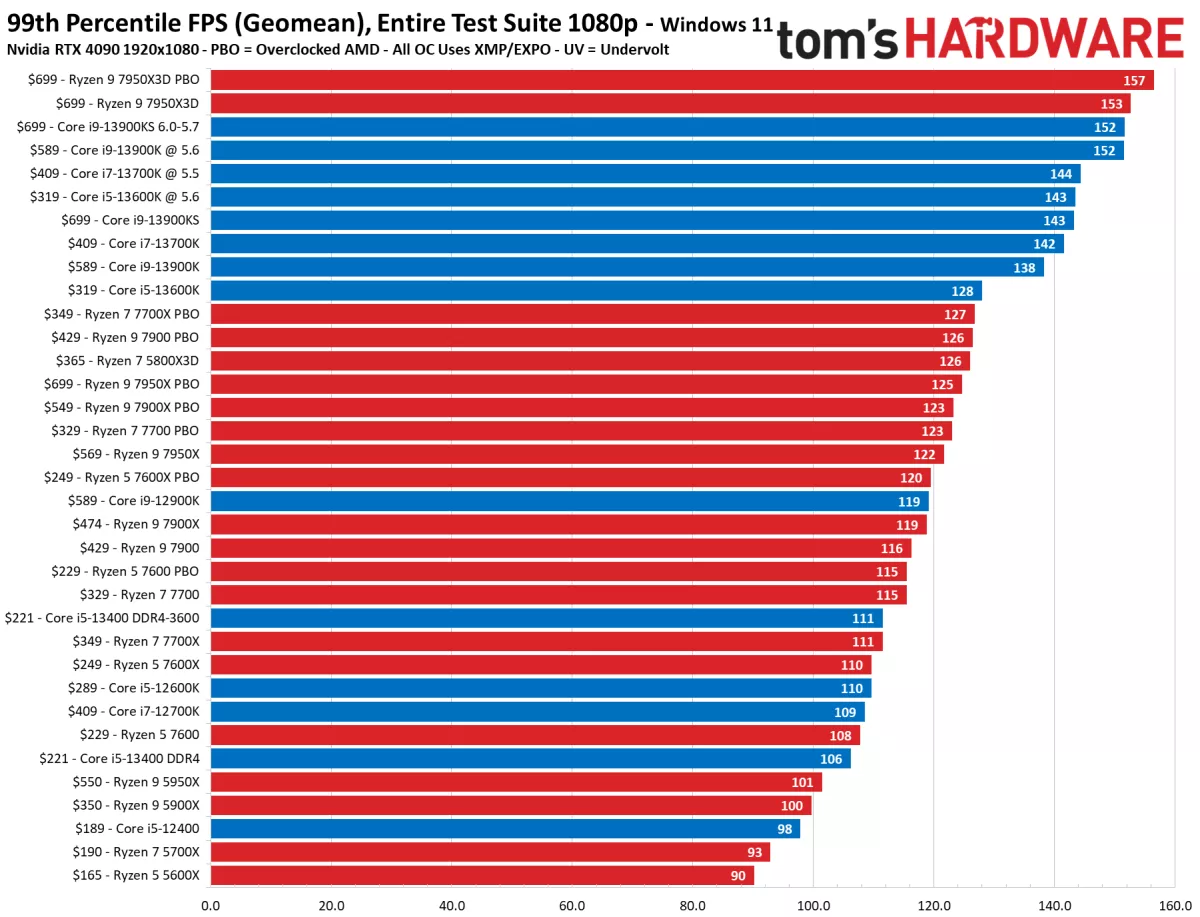 99th Percentile FPS (Geomean), Entire Test Suite 1080p - Windows 11
Nvidia RTX 4090 1920x1080 - PBO = Overclocked AMD - All OC Uses XMP/EXPO - UV = Undervolt
tom's HARDWARE
$699 - Ryzen 9 7950X3D PBO 157
$699 - Ryzen 9 7950X3D 153
$699 - Core i9-13900KS 6.0-5.7 152
$589 - Core i9-13900K @ 5.6 152
$409 - Core i7-13700K @ 5.5 144
$319 - Core i5-13600K @ 5.6 143
$699 - Core i9-13900KS 143
$409 - Core i7-13700K 142
$589 - Core i9-13900K 138
$319 - Core i5-13600K 128
$349 - Ryzen 7 7700X PBO 127
$429 - Ryzen 9 7900 PBO 126
$365 - Ryzen 7 5800X3D 126
$699 - Ryzen 9 7950X PBO 125
$549 - Ryzen 9 7900X PBO 123
$329 - Ryzen 7 7700 PBO 123
$569 - Ryzen 9 7950X 122
$249 - Ryzen 5 7600X PBO 120
$589 - Core i9-12900K 119
$474 - Ryzen 9 7900X 119
$429 - Ryzen 9 7900 116
$229 - Ryzen 5 7600 PBO 115
$329 - Ryzen 7 7700 115
$221 - Core i5-13400 DDR4-3600 111
$349 - Ryzen 7 7700X 111
$249 - Ryzen 5 7600X 110
$289 - Core i5-12600K 110
$409 - Core i7-12700K 109
$229 - Ryzen 5 7600 108
$221 - Core i5-13400 DDR4 106
$550 - Ryzen 9 5950X 101
$350 - Ryzen 9 5900X 100
$189 - Core i5-12400 98
$190 - Ryzen 7 5700X 93
$165 - Ryzen 5 5600X 90
0.0 20.0 40.0 60.0 80.0 100.0 120.0 140.0 160.0